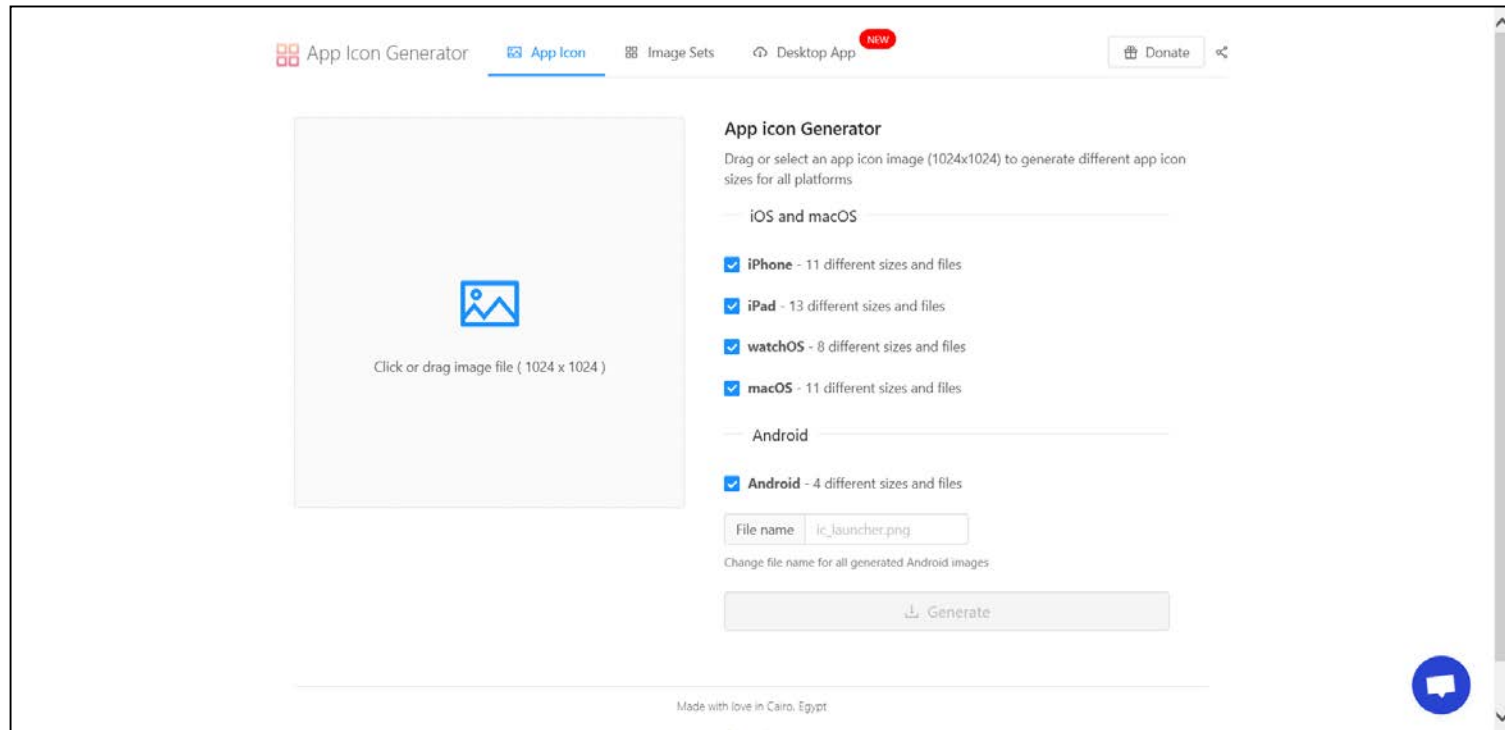 App Icon Generator
App Icon
Image Sets
Desktop App
NEW
Donate
Click or drag image file ( 1024 x 1024 )
App icon Generator
Drag or select an app icon image (1024x1024) to generate different app icon
sizes for all platforms
iOS and macOS
iPhone - 11 different sizes and files
iPad - 13 different sizes and files
watchOS - 8 different sizes and files
macOS - 11 different sizes and files
Android
Android - 4 different sizes and files
File name ic_launcher.png
Change file name for all generated Android images
Generate
Made with love in Cairo, Egypt